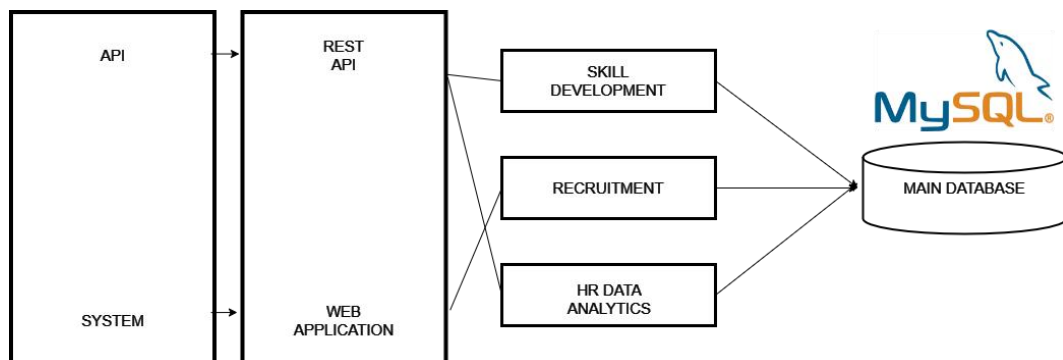 API
SYSTEM
REST
API
WEB
APPLICATION
SKILL
DEVELOPMENT
RECRUITMENT
HR DATA
ANALYTICS
MySQL®
MAIN DATABASE